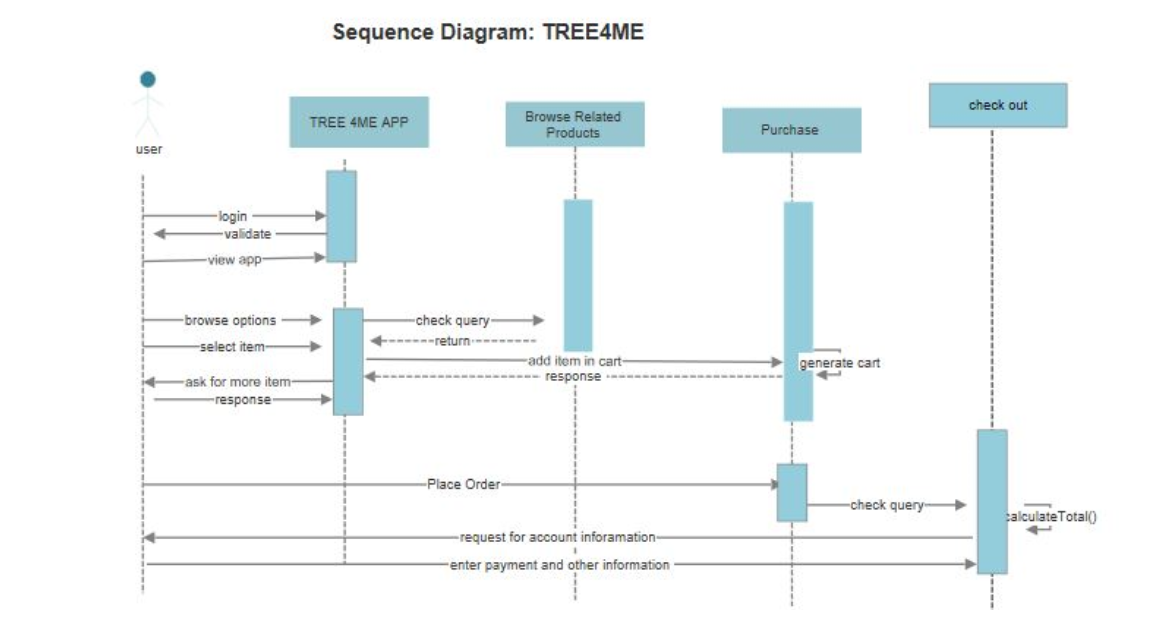 Sequence Diagram: TREE4ME
check out
TREE 4ME APP
Browse Related
Products
Purchase
user
login
validate
view app
browse options
check query
return
select item
add item in cart
generate cart
response
ask for more item
response
Place Order
check query
calculateTotal()
request for account inforamation
enter payment and other information